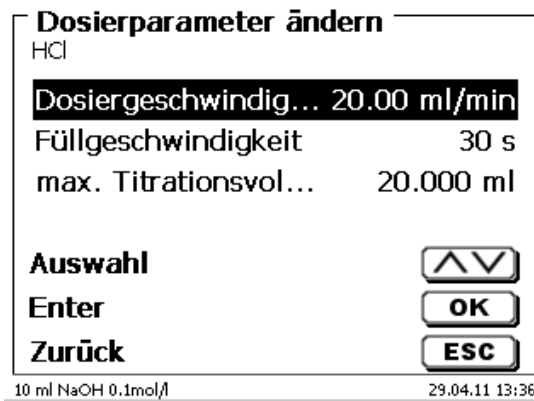 Dosierparameter ändern
HCl
Dosiergeschwindig... 20.00 ml/min
Füllgeschwindigkeit 30 s
max. Titrationsvol... 20.000 ml
Auswahl
Enter OK
Zurück ESC
10 ml NaOH 0.1mol/l 29.04.11 13:36